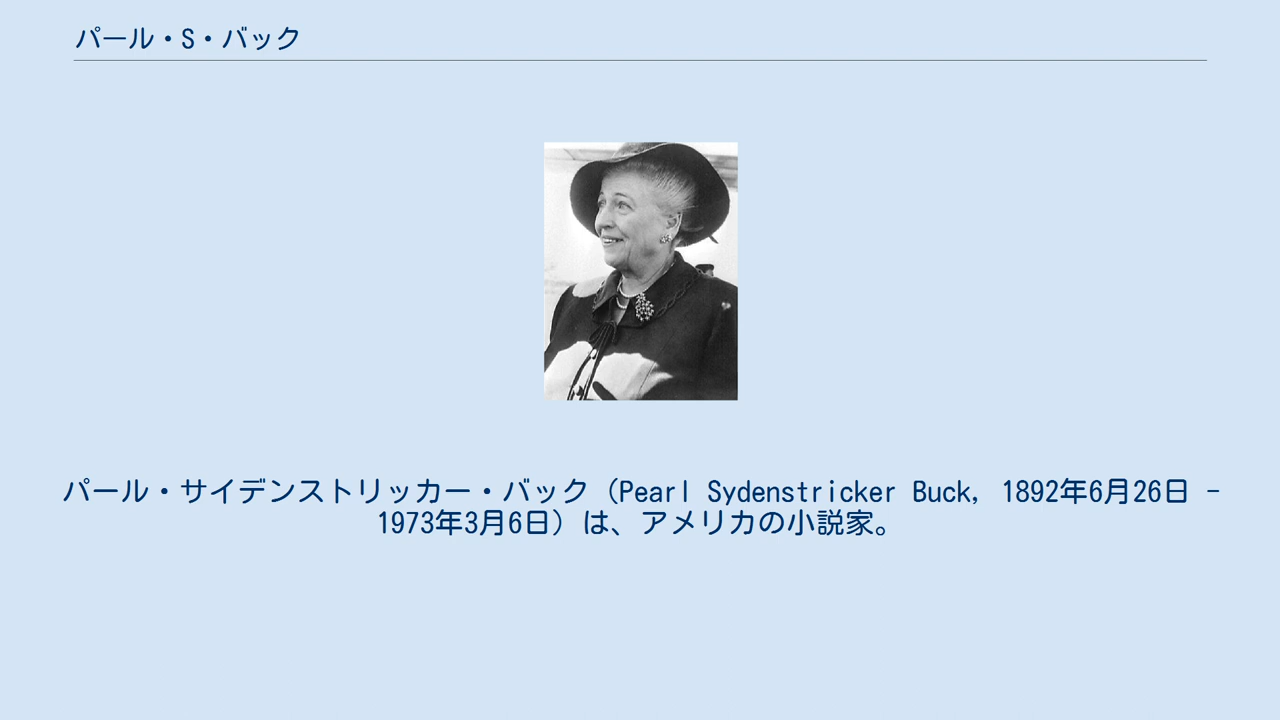 パール・S・バック
パール・サイデンストリッカー・バック（Pearl Sydenstricker Buck, 1892年6月26日 -
1973年3月6日）は、アメリカの小説家。